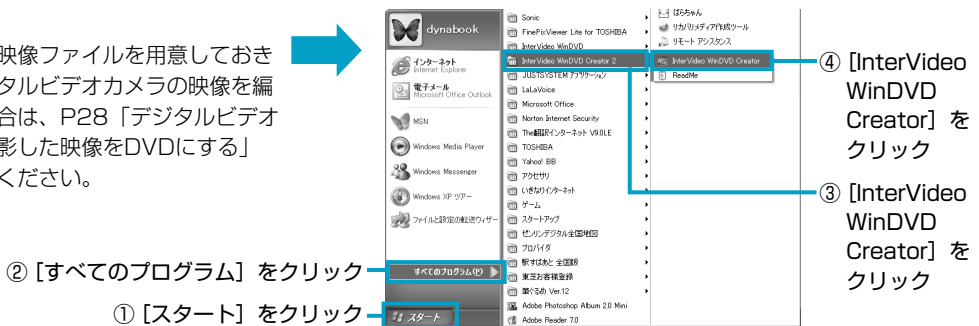 映像ファイルを用意しておき
タルビデオカメラの映像を編
合は、P28「デジタルビデオ
影した映像をDVDにする」
ください。
② [すべてのプログラム] をクリック
① [スタート] をクリック
dynabook
インターネット
Internet Explorer
電子メール
Microsoft Office Outlook
MSN
Windows Media Player
Windows Messenger
Windows XP ツアー
ファイルと設定の転送ウィザー
すべてのプログラム(P)
スタート
Sonic
FinePixViewer Lite for TOSHIBA
InterVideo WinDVD
InterVideo WinDVD Creator 2
JUSTSYSTEM アプリケーション
LaLaVoice
Microsoft Office
Norton Internet Security
The翻訳インターネット V9.0LE
TOSHIBA
Yahoo! BB
アクセサリ
いきなりインターネット
ゲーム
スタートアップ
ゼンリンデジタル全国地図
プロバイダ
駅すぱあと 全国版
東芝お客様登録
筆ぐるめ Ver.12
Adobe Photoshop Album 2.0 Mini
Adobe Reader 7.0
ぱらちゃん
リカバリメディア作成ツール
リモート アシスタンス
InterVideo WinDVD Creator
ReadMe
④ [InterVideo
WinDVD
Creator] を
クリック
③ [InterVideo
WinDVD
Creator] を
クリック